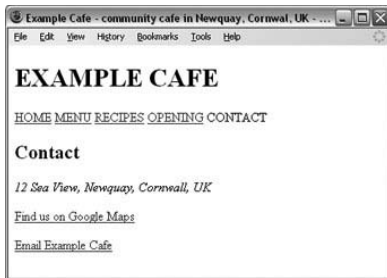 Example Cafe - community cafe in Newquay, Cornwal, UK - ...
File Edit View History Bookmarks Tools Help
EXAMPLE CAFE
HOME MENU RECIPES OPENING CONTACT
Contact
12 Sea View, Newquay, Cornwall, UK
Find us on Google Maps
Email Example Cafe